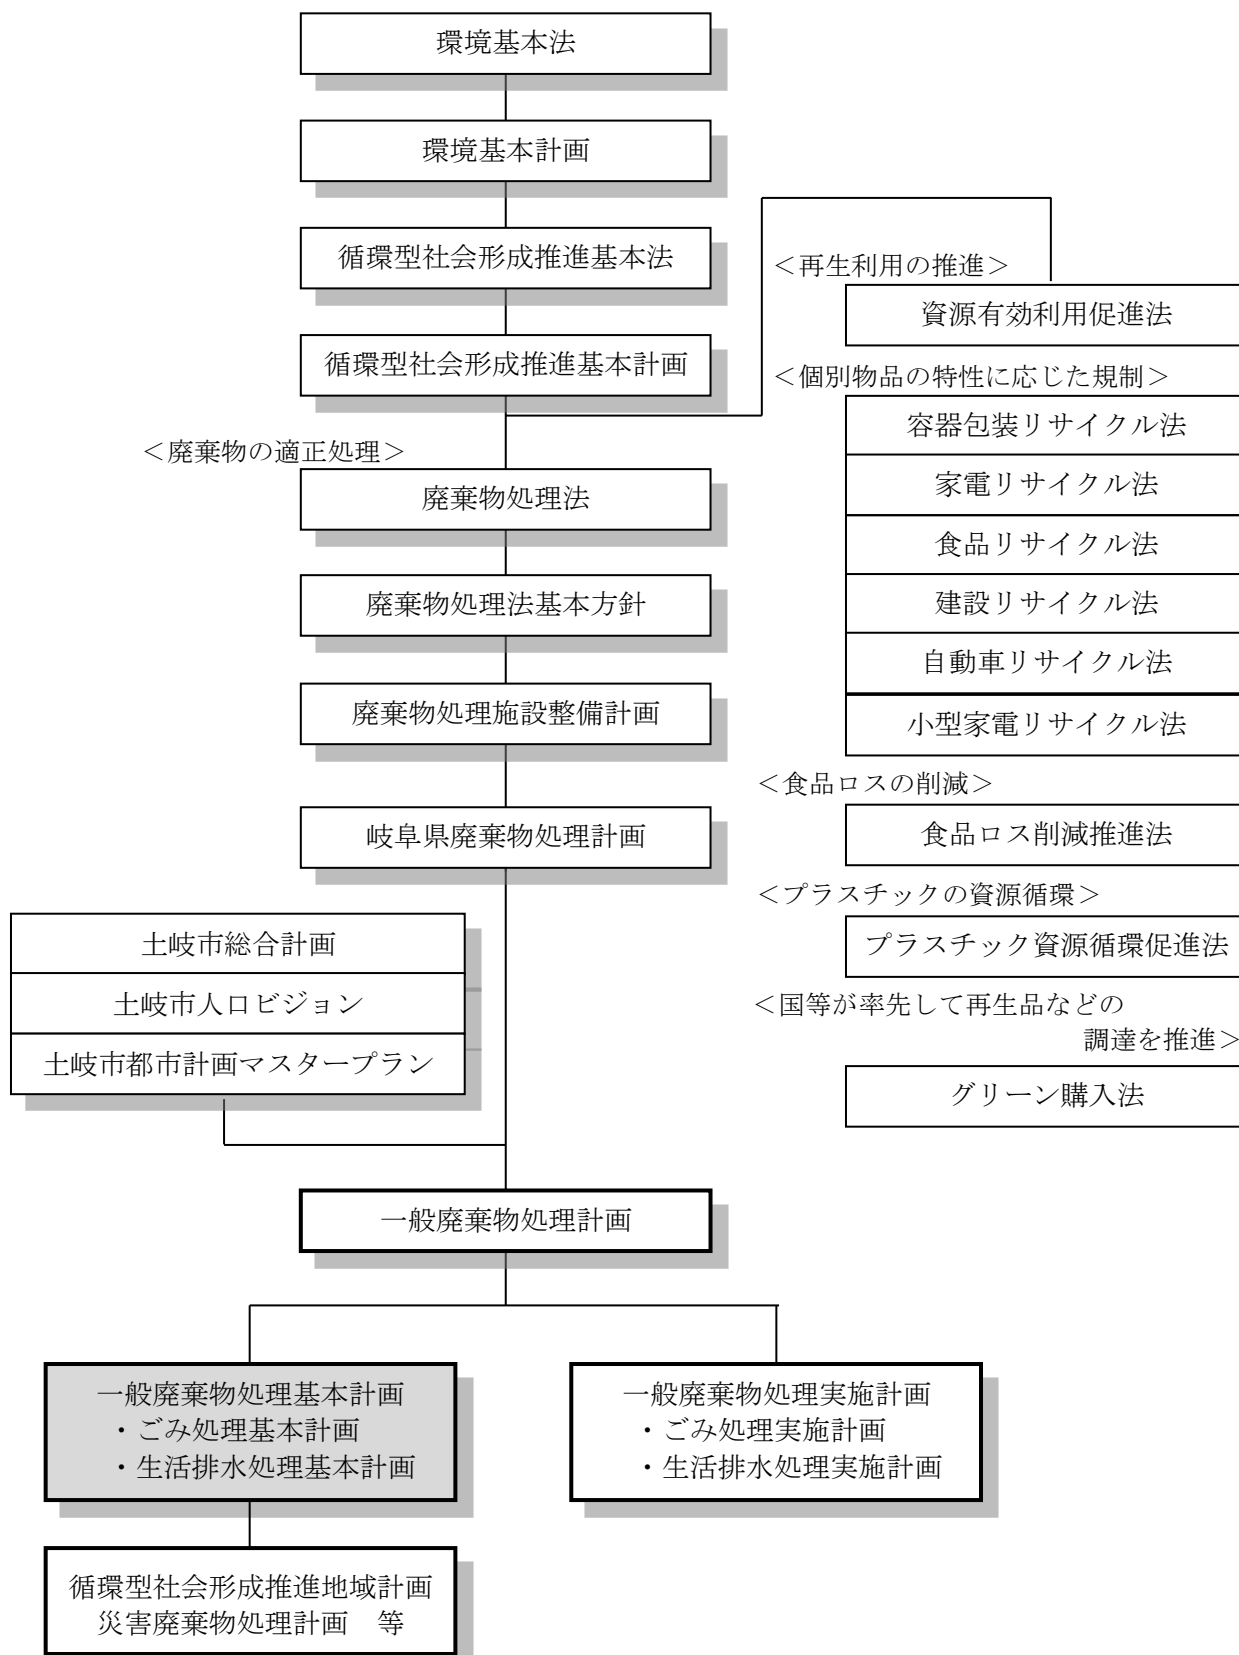 環境基本法
環境基本計画
循環型社会形成推進基本法
循環型社会形成推進基本計画
＜再生利用の推進＞
資源有効利用促進法
＜個別物品の特性に応じた規制＞
容器包装リサイクル法
家電リサイクル法
食品リサイクル法
建設リサイクル法
自動車リサイクル法
小型家電リサイクル法
＜食品ロスの削減＞
食品ロス削減推進法
＜プラスチックの資源循環＞
プラスチック資源循環促進法
＜国等が率先して再生品などの
調達を推進＞
グリーン購入法
＜廃棄物の適正処理＞
廃棄物処理法
廃棄物処理法基本方針
廃棄物処理施設整備計画
岐阜県廃棄物処理計画
土岐市総合計画
土岐市人口ビジョン
土岐市都市計画マスタープラン
一般廃棄物処理計画
一般廃棄物処理基本計画
・ごみ処理基本計画
・生活排水処理基本計画
一般廃棄物処理実施計画
・ごみ処理実施計画
・生活排水処理実施計画
循環型社会形成推進地域計画
災害廃棄物処理計画　等